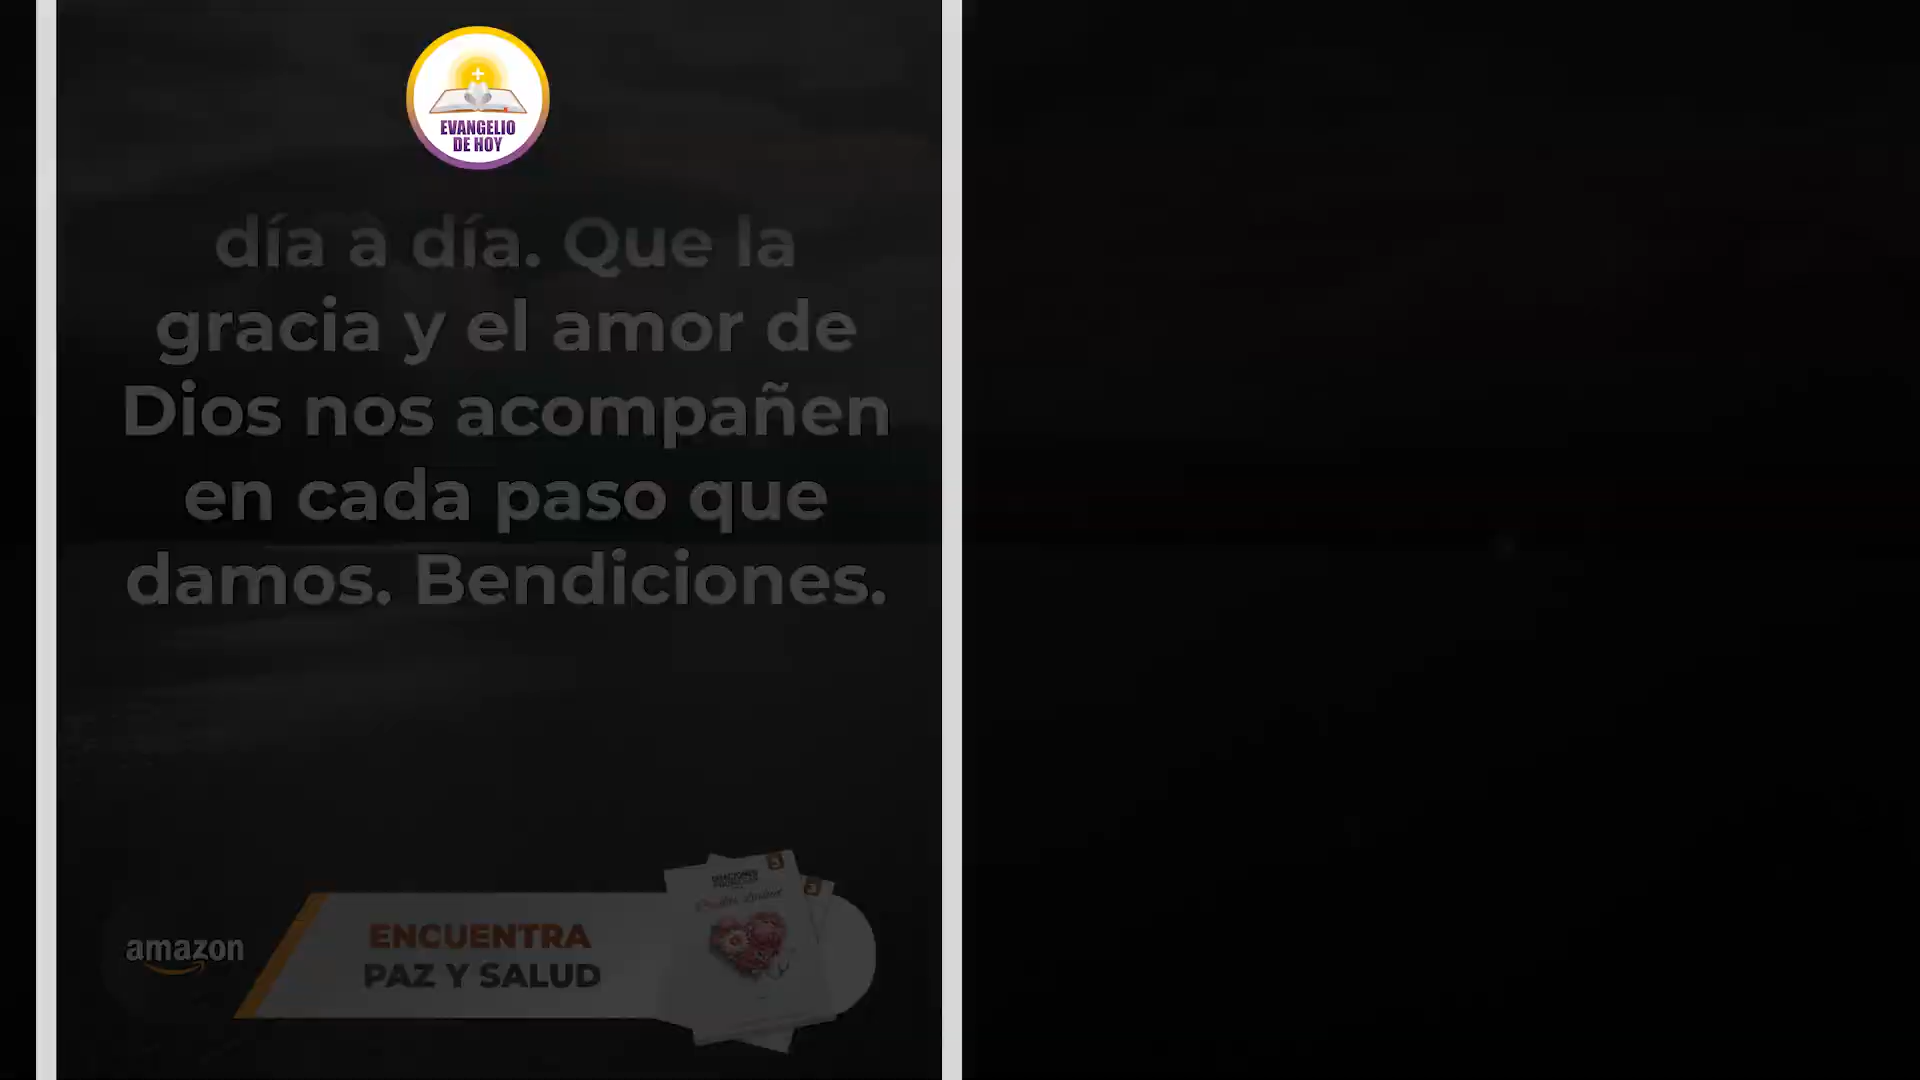 EVANGELIO
DE HOY
día a día. Que la
gracia y el amor de
Dios nos acompañen
en cada paso que
damos. Bendiciones.
amazon
ENCUENTRA
PAZ Y SALUD